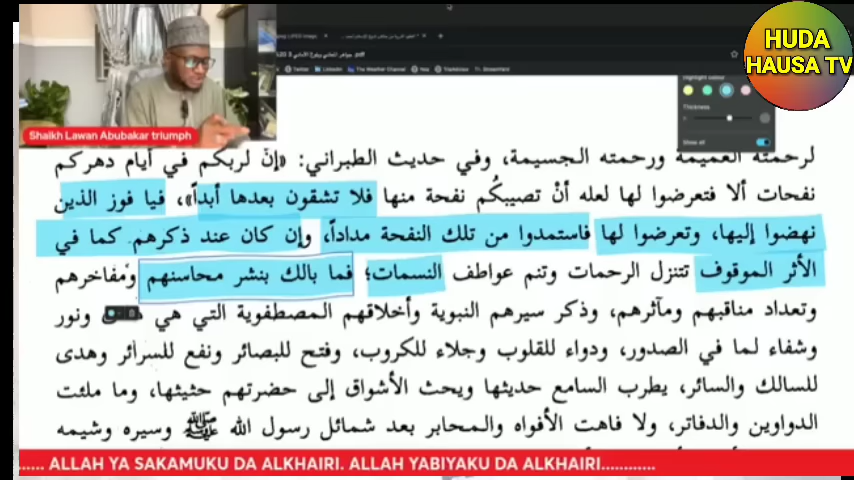 HUDA
HAUSA TV
Shaikh Lawan Abubakar triumph
Twitter LinkedIn The Weather Channel
Thickness
لرحمته العميمة ورحمته الجسيمة، وفي حديث الطبراني: «إنّ لربكم في أيام دهركم
نفحات ألا فتعرضوا لها لعله أنْ تصيبكُم نفحة منها فلا تشقون بعدها أبداً»، فيا فوز الذين
نهضوا إليها، وتعرضوا لها فاستمدوا من تلك النفحة مداداً، وإن كان عند ذكرهم كما في
الأثر الموقوف تتنزل الرحمات وتنم عواطف النسمات؛ فما بالك بنشر محاسنهم ومفاخرهم
وتعداد مناقبهم ومآثرهم، وذكر سيرهم النبوية وأخلاقهم المصطفوية التي هي ونور
وشفاء لما في الصدور، ودواء للقلوب وجلاء للكروب، وفتح للبصائر ونفع للسرائر وهدى
للسالك والسائر، يطرب السامع حديثها ويحث الأشواق إلى حضرتهم حثيثها، وما ملئت
الدواوين والدفاتر، ولا فاهت الأفواه والمحابر بعد شمائل رسول الله ﷺ وسيره وشيمه
...... ALLAH YA SAKAMUKU DA ALKHAIRI. ALLAH YABIYAKU DA ALKHAIRI............